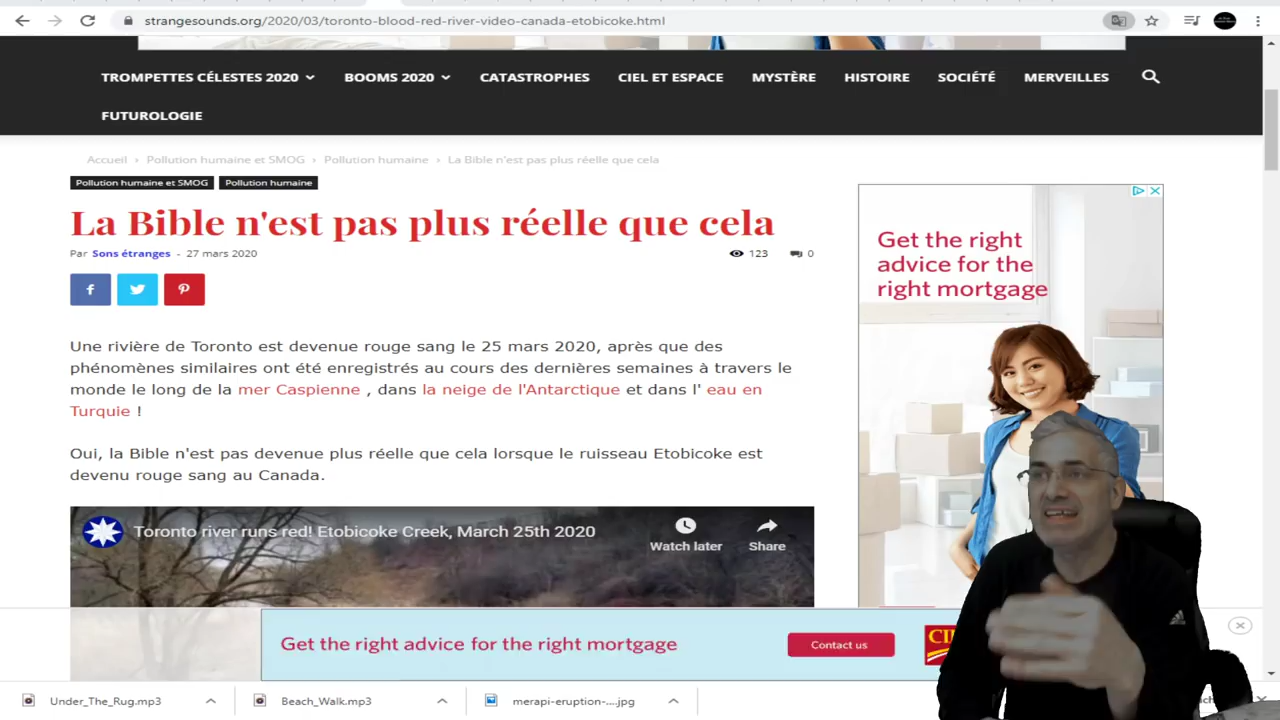 strangesounds.org/2020/03/toronto-blood-red-river-video-canada-etobicoke.html
TROMPETTES CÉLESTES 2020 BOOMS 2020 CATASTROPHES CIEL ET ESPACE MYSTÈRE HISTOIRE SOCIÉTÉ MERVEILLES
FUTUROLOGIE
Accueil › Pollution humaine et SMOG › Pollution humaine › La Bible n'est pas plus réelle que cela
Pollution humaine et SMOG Pollution humaine
La Bible n'est pas plus réelle que cela
Par Sons étranges - 27 mars 2020 123 0
Une rivière de Toronto est devenue rouge sang le 25 mars 2020, après que des
phénomènes similaires ont été enregistrés au cours des dernières semaines à travers le
monde le long de la mer Caspienne , dans la neige de l'Antarctique et dans l' eau en
Turquie !
Oui, la Bible n'est pas devenue plus réelle que cela lorsque le ruisseau Etobicoke est
devenu rouge sang au Canada.
Toronto river runs red! Etobicoke Creek, March 25th 2020
Watch later Share
Get the right
advice for the
right mortgage
Get the right advice for the right mortgage Contact us
Under_The_Rug.mp3 Beach_Walk.mp3 merapi-eruption-....jpg